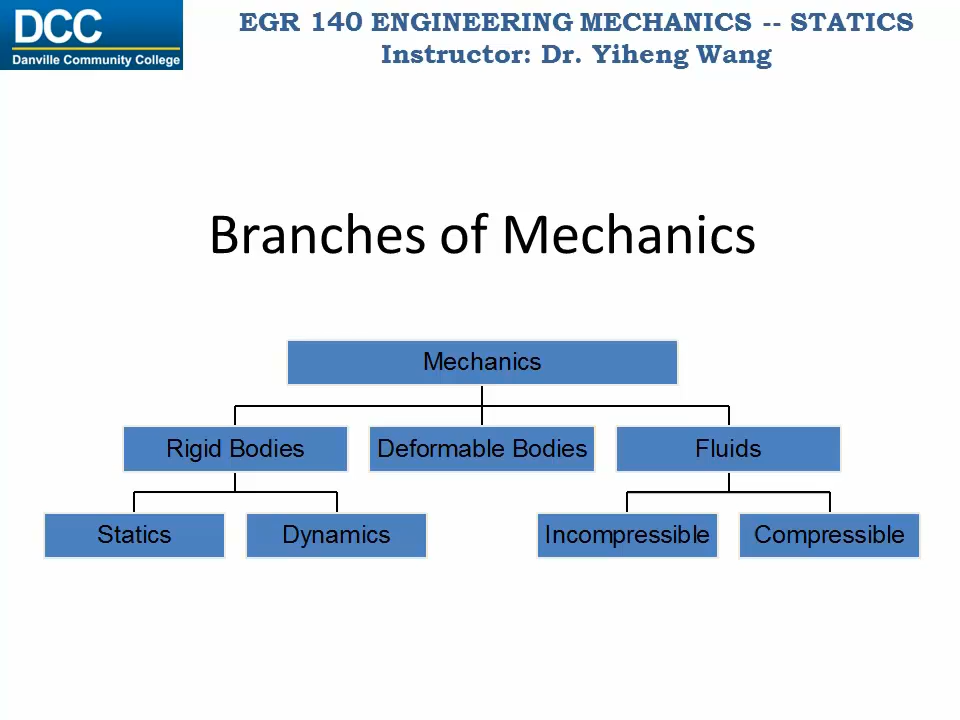 DCC
Danville Community College
EGR 140 ENGINEERING MECHANICS -- STATICS
Instructor: Dr. Yiheng Wang
Branches of Mechanics
Mechanics
Rigid Bodies
Deformable Bodies
Fluids
Statics
Dynamics
Incompressible
Compressible